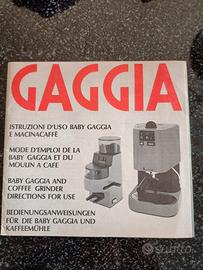 GAGGIA
ISTRUZIONI D'USO BABY GAGGIA
E MACINACAFFÈ
MODE D'EMPLOI DE LA
BABY GAGGIA ET DU
MOULIN A CAFE
BABY GAGGIA AND
COFFEE GRINDER
DIRECTIONS FOR USE
BEDIENUNGSANWEISUNGEN
FÜR DIE BABY GAGGIA UND
KAFFEEMÜHLE
subito